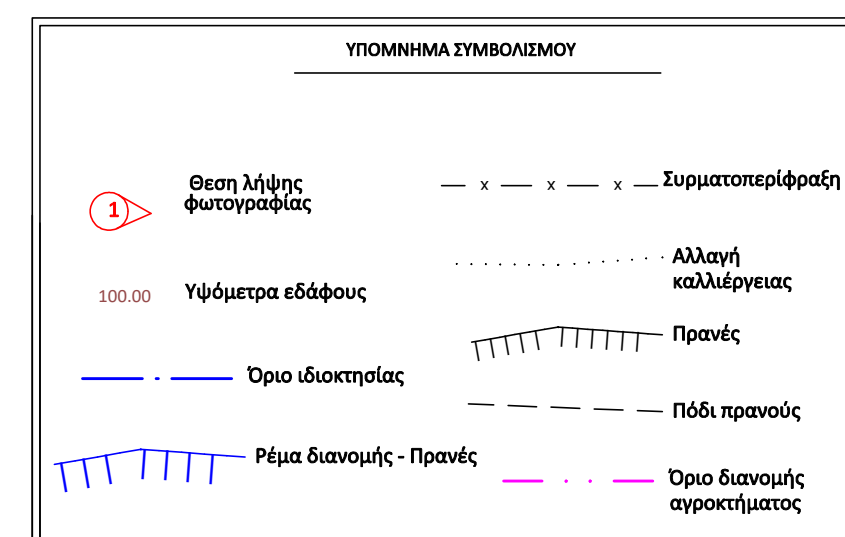 ΥΠΟΜΝΗΜΑ ΣΥΜΒΟΛΙΣΜΟΥ
1
Θεση λήψης
φωτογραφίας
100.00
Υψόμετρα εδάφους
Όριο ιδιοκτησίας
Ρέμα διανομής - Πρανές
x x x
Συρματοπερίφραξη
Αλλαγή
καλλιέργειας
Πρανές
Πόδι πρανούς
Όριο διανομής
αγροκτήματος